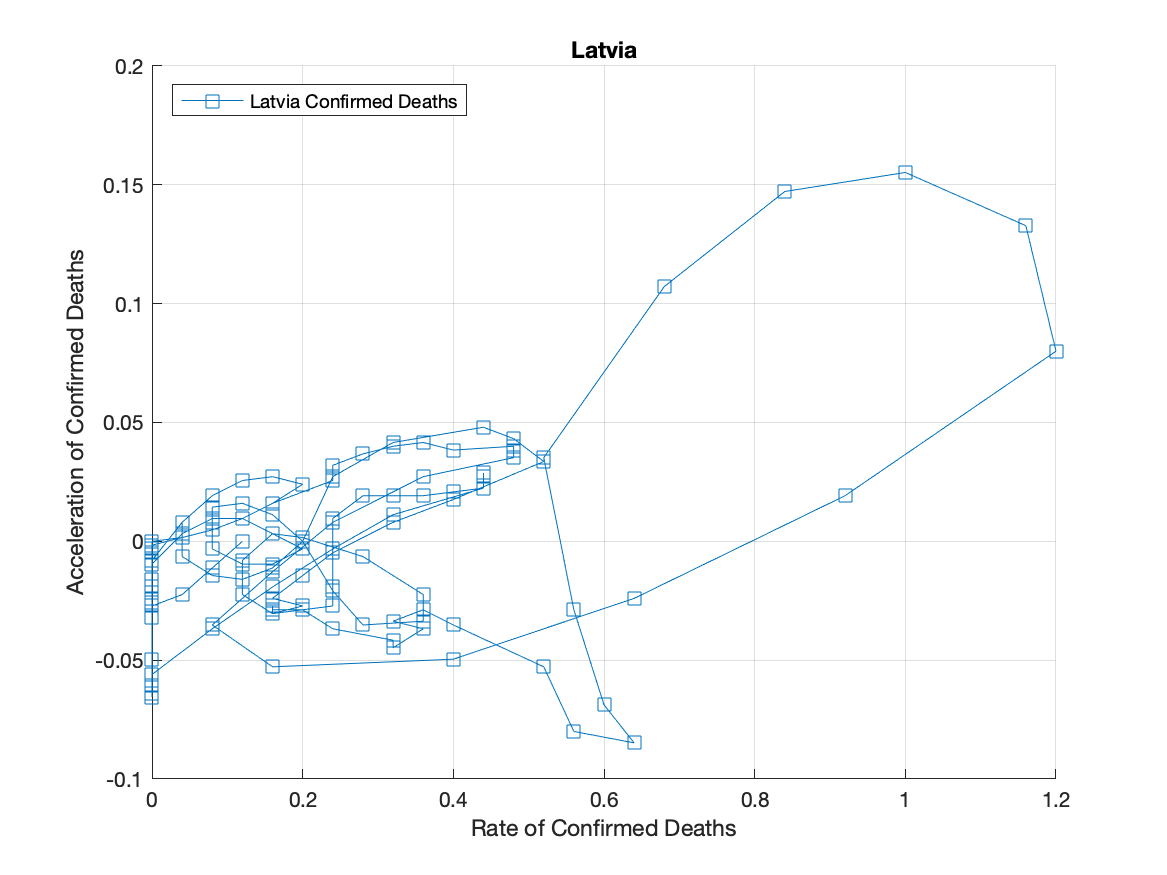 Latvia
Latvia Confirmed Deaths
Acceleration of Confirmed Deaths
0.2
0.15
0.1
0.05
0
-0.05
-0.1
0 0.2 0.4 0.6 0.8 1 1.2
Rate of Confirmed Deaths